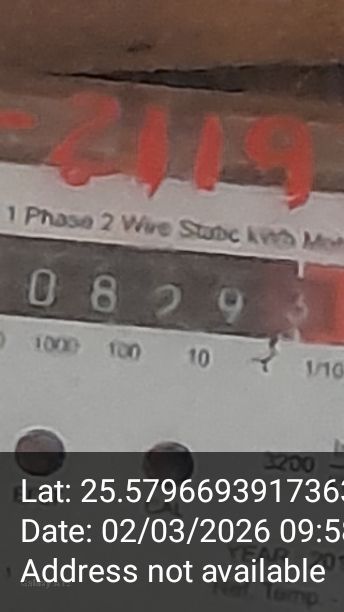 -2119
1 Phase 2 Wire Static kWh
0 8 2 9
1000 100 10 1/10
3200
Lat: 25.5796693917363
Date: 02/03/2026 09:58
Address not available